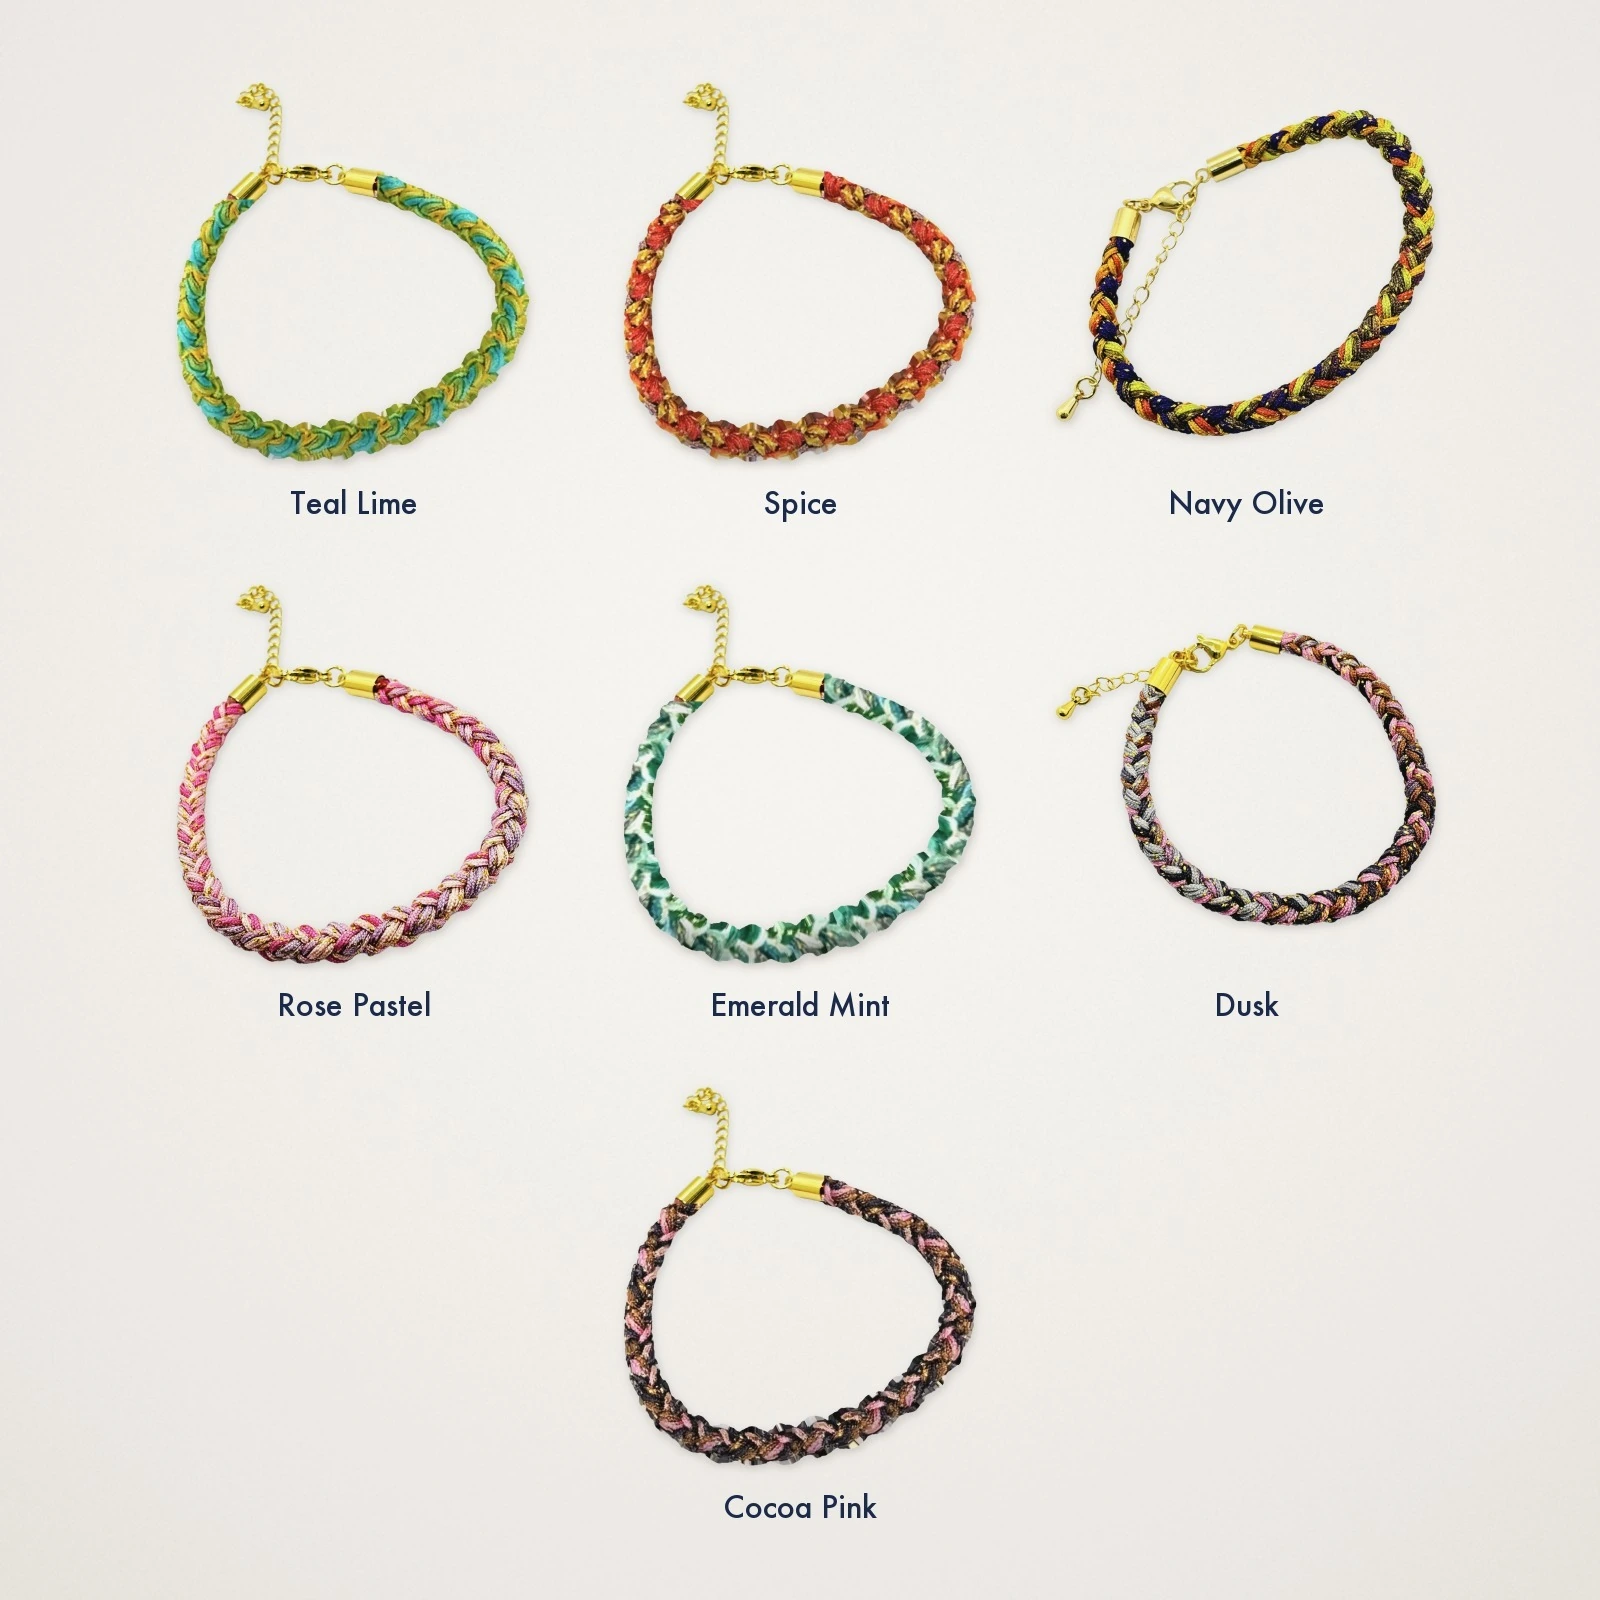 Teal Lime
Spice
Navy Olive
Rose Pastel
Emerald Mint
Dusk
Cocoa Pink